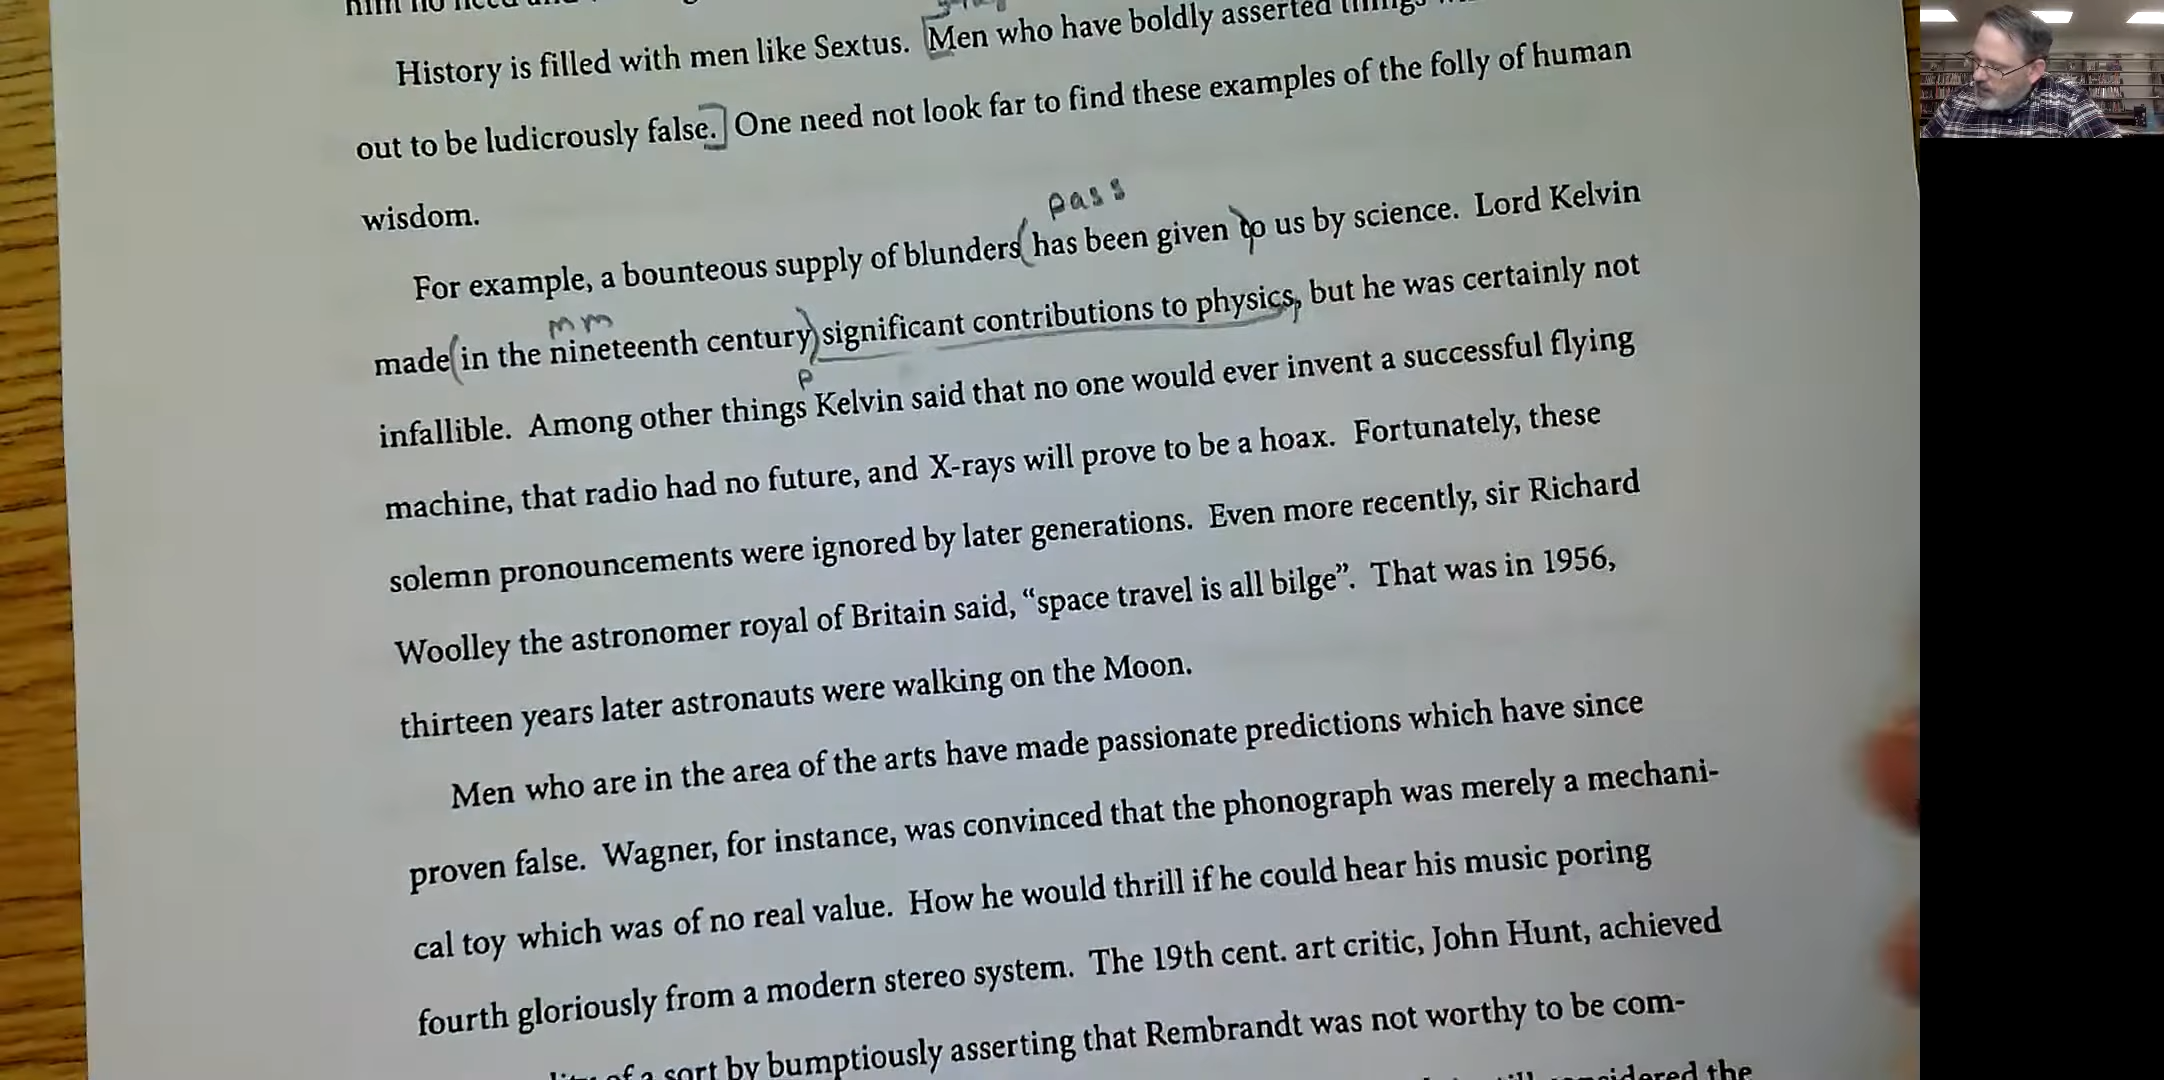 him no need and
History is filled with men like Sextus. Men who have boldly asserted things
out to be ludicrously false. One need not look far to find these examples of the folly of human
wisdom.
pass
For example, a bounteous supply of blunders has been given to us by science. Lord Kelvin
made in the nineteenth century significant contributions to physics, but he was certainly not
mm
infallible. Among other things Kelvin said that no one would ever invent a successful flying
p
machine, that radio had no future, and X-rays will prove to be a hoax. Fortunately, these
solemn pronouncements were ignored by later generations. Even more recently, sir Richard
Woolley the astronomer royal of Britain said, “space travel is all bilge”. That was in 1956,
thirteen years later astronauts were walking on the Moon.
Men who are in the area of the arts have made passionate predictions which have since
proven false. Wagner, for instance, was convinced that the phonograph was merely a mechani-
cal toy which was of no real value. How he would thrill if he could hear his music poring
fourth gloriously from a modern stereo system. The 19th cent. art critic, John Hunt, achieved
of a sort by bumptiously asserting that Rembrandt was not worthy to be com-
the